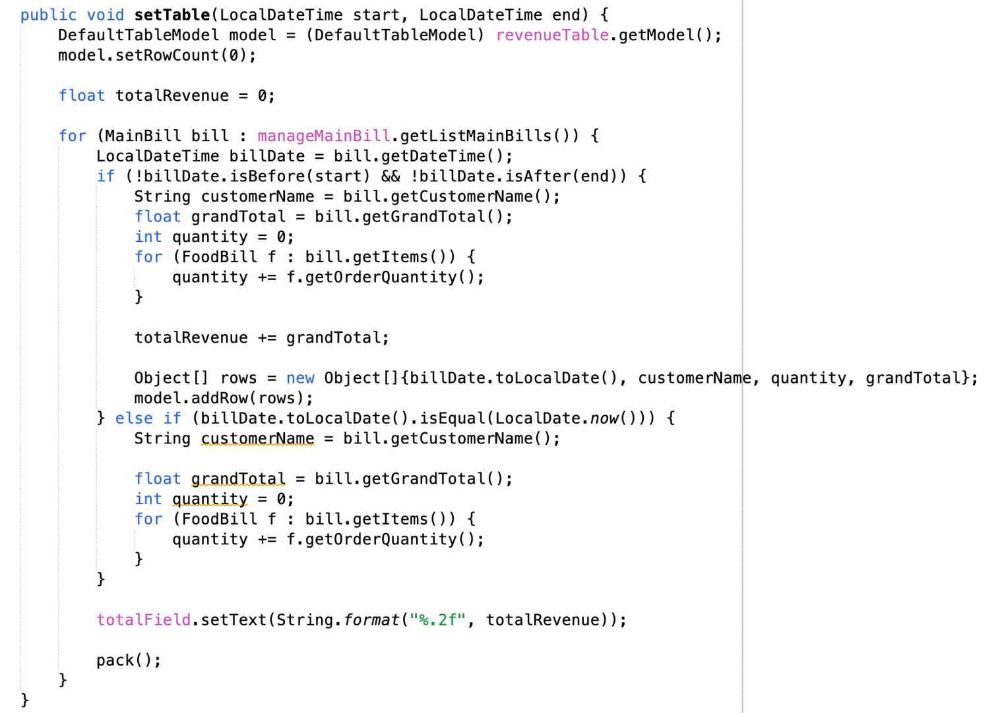 public void setTable(LocalDateTime start, LocalDateTime end) {
    DefaultTableModel model = (DefaultTableModel) revenueTable.getModel();
    model.setRowCount(0);

    float totalRevenue = 0;

    for (MainBill bill : manageMainBill.getListMainBills()) {
        LocalDateTime billDate = bill.getDateTime();
        if (!billDate.isBefore(start) && !billDate.isAfter(end)) {
            String customerName = bill.getCustomerName();
            float grandTotal = bill.getGrandTotal();
            int quantity = 0;
            for (FoodBill f : bill.getItems()) {
                quantity += f.getOrderQuantity();
            }

            totalRevenue += grandTotal;

            Object[] rows = new Object[]{billDate.toLocalDate(), customerName, quantity, grandTotal};
            model.addRow(rows);
        } else if (billDate.toLocalDate().isEqual(LocalDate.now())) {
            String customerName = bill.getCustomerName();

            float grandTotal = bill.getGrandTotal();
            int quantity = 0;
            for (FoodBill f : bill.getItems()) {
                quantity += f.getOrderQuantity();
            }
        }

        totalField.setText(String.format("%.2f", totalRevenue));

        pack();
    }
}